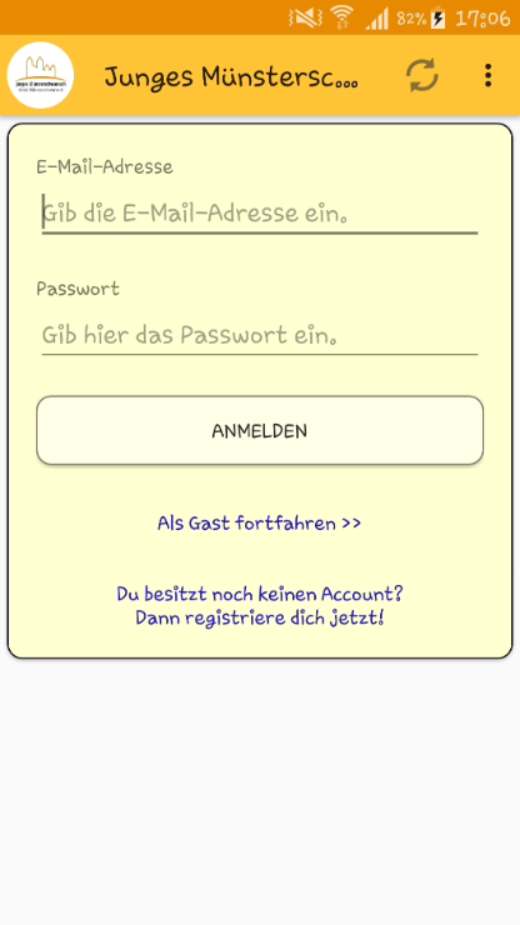 82% 17:06
Junges Münstersc...
E-Mail-Adresse
Gib die E-Mail-Adresse ein.
Passwort
Gib hier das Passwort ein.
ANMELDEN
Als Gast fortfahren >>
Du besitzt noch keinen Account?
Dann registriere dich jetzt!